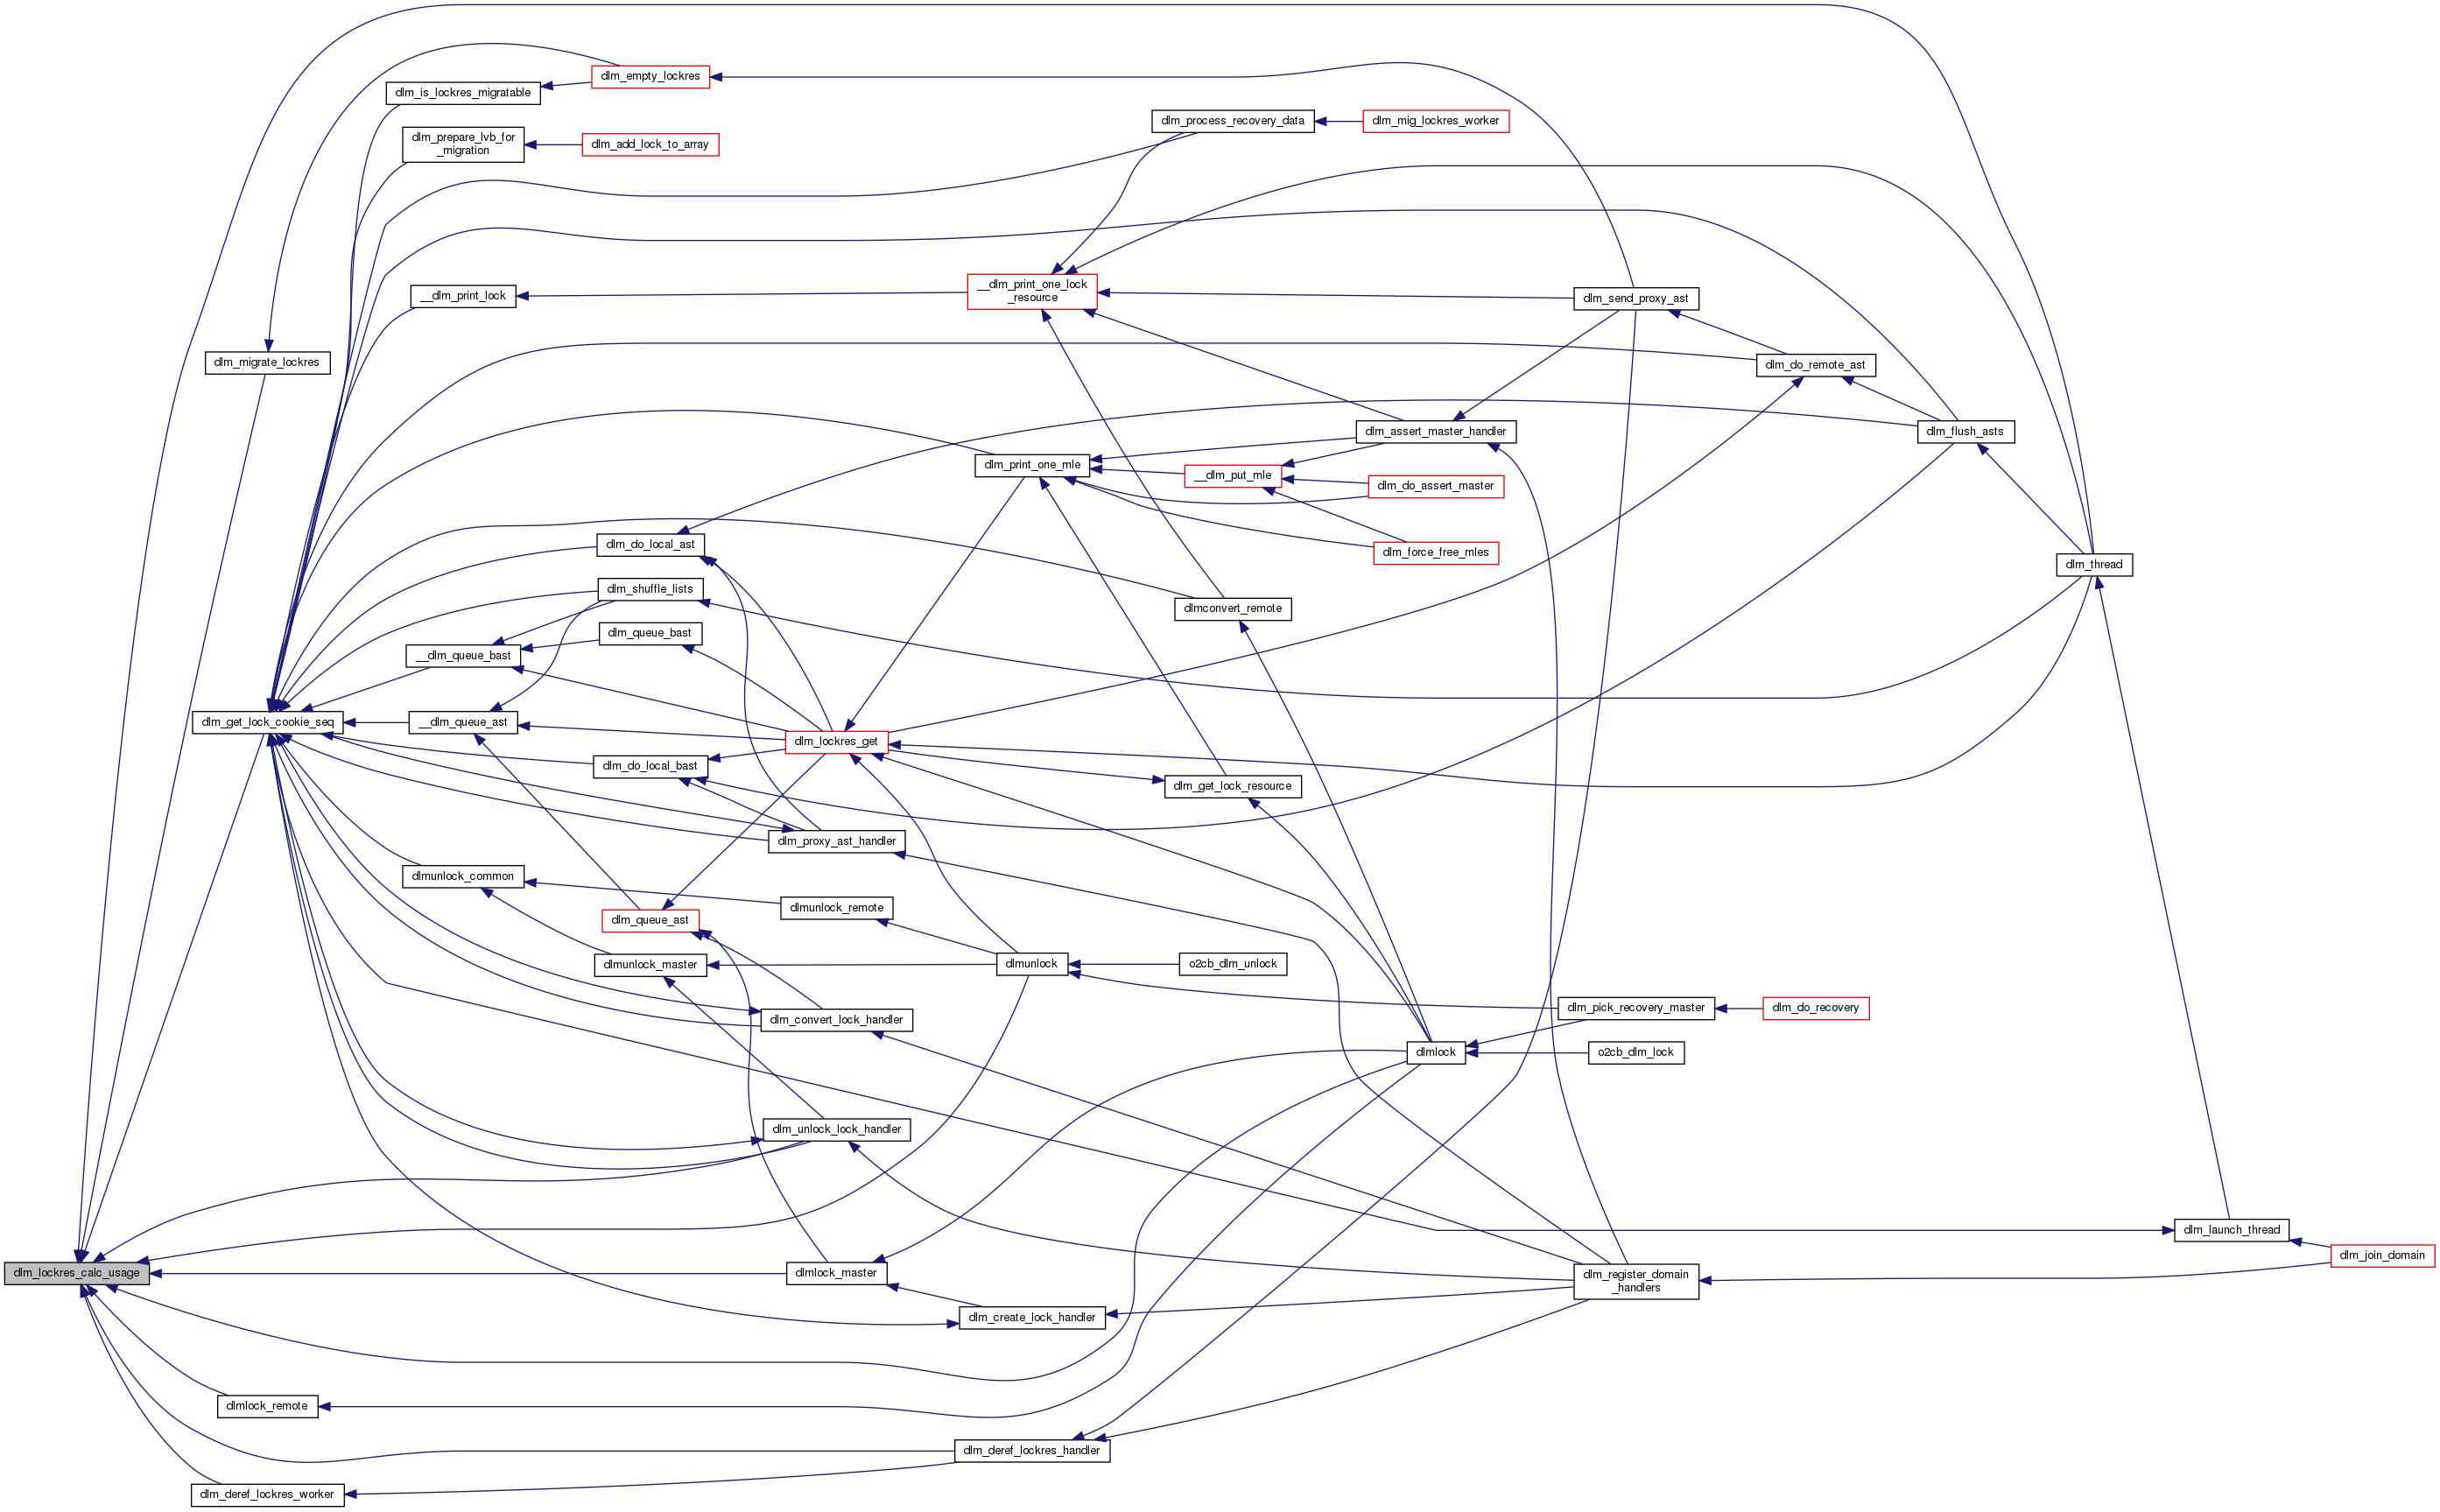 dlm_empty_lockres
dlm_is_lockres_migratable
dlm_process_recovery_data
dlm_mig_lockres_worker
dlm_prepare_lvb_for
_migration
dlm_add_lock_to_array
__dlm_print_lock
__dlm_print_one_lock
_resource
dlm_send_proxy_ast
dlm_migrate_lockres
dlm_do_remote_ast
dlm_assert_master_handler
dlm_flush_asts
dlm_print_one_mle
__dlm_put_mle
dlm_do_assert_master
dlm_do_local_ast
dlm_force_free_mles
dlm_thread
dlm_shuffle_lists
dlmconvert_remote
dlm_queue_bast
__dlm_queue_bast
dlm_get_lock_cookie_seq
__dlm_queue_ast
dlm_lockres_get
dlm_do_local_bast
dlm_get_lock_resource
dlm_proxy_ast_handler
dlmunlock_common
dlm_queue_ast
dlmunlock_remote
dlmunlock_master
dlmunlock
o2cb_dlm_unlock
dlm_convert_lock_handler
dlm_pick_recovery_master
dlm_do_recovery
dlmlock
o2cb_dlm_lock
dlm_unlock_lock_handler
dlm_launch_thread
dlm_join_domain
dlm_lockres_calc_usage
dlmlock_master
dlm_register_domain
_handlers
dlm_create_lock_handler
dlmlock_remote
dlm_deref_lockres_handler
dlm_deref_lockres_worker